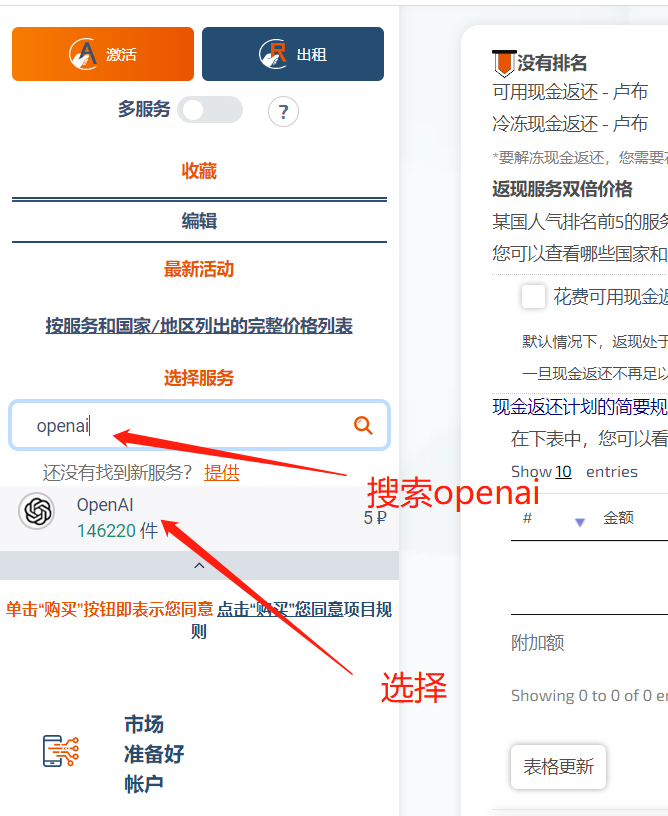 激活
出租
多服务
?
收藏
编辑
最新活动
按服务和国家/地区列出的完整价格列表
选择服务
openai
还没有找到新服务? 提供
OpenAI
146220 件
5 ₽
搜索openai
单击“购买”按钮即表示您同意 点击“购买”您同意项目规
则
选择
市场
准备好
帐户
没有排名
可用现金返还 - 卢布
冷冻现金返还 - 卢布
*要解冻现金返还，您需要
返现服务双倍价格
某国人气排名前5的服
您可以查看哪些国家和
花费可用现金
默认情况下，返现处于
一旦现金返还不再足以
现金返还计划的简要规
在下表中，您可以看
Show 10 entries
# 金额
附加额
Showing 0 to 0 of 0
表格更新